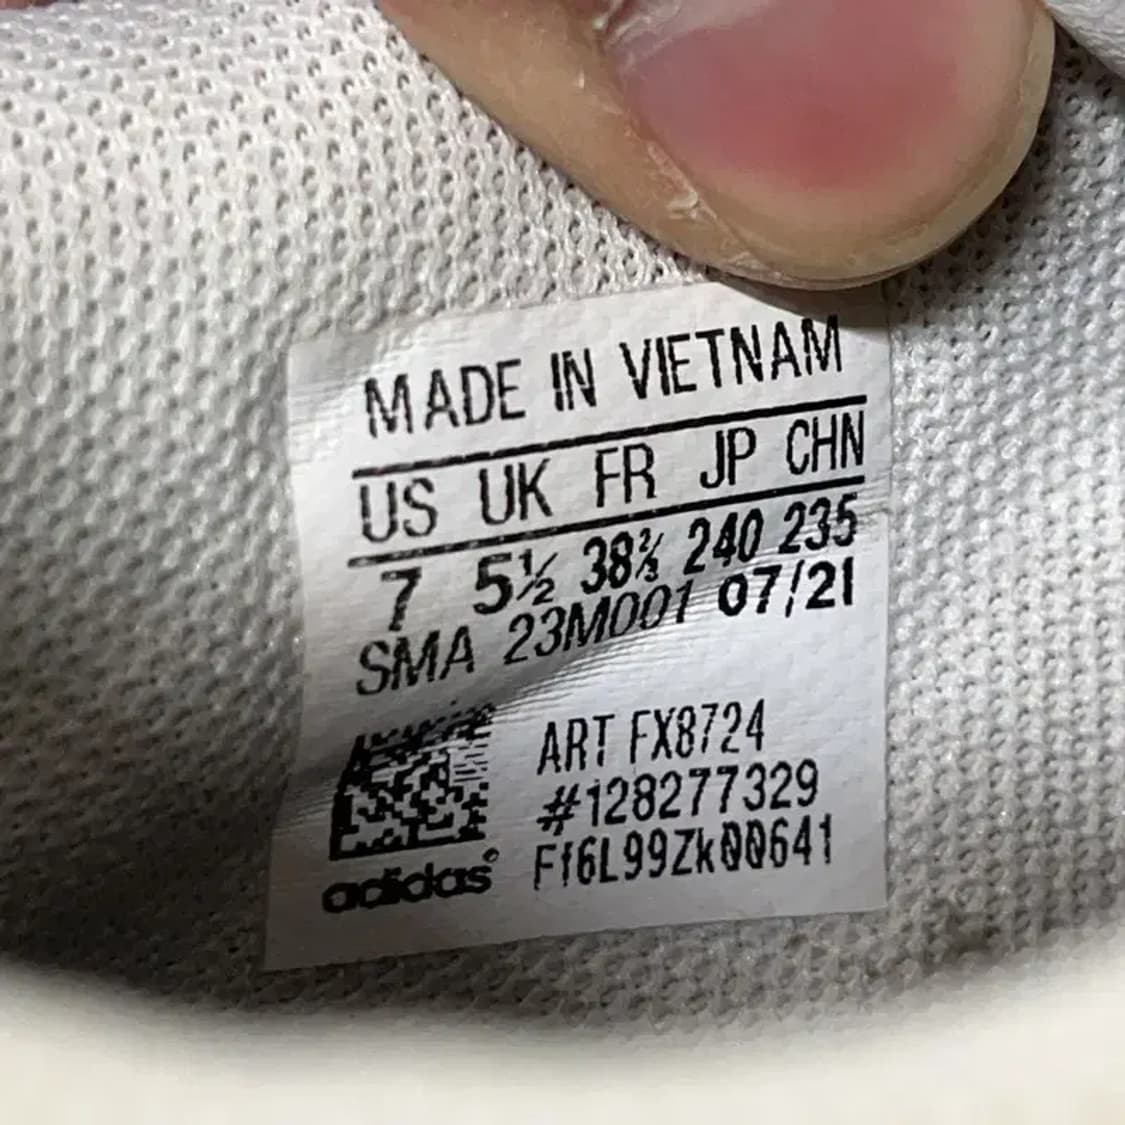 MADE IN VIETNAM
US UK FR JP CHN
7 5½ 38⅔ 240 235
SMA 23M001 07/21
ART FX8724
#128277329
Ff6L99Zk00641
adidas